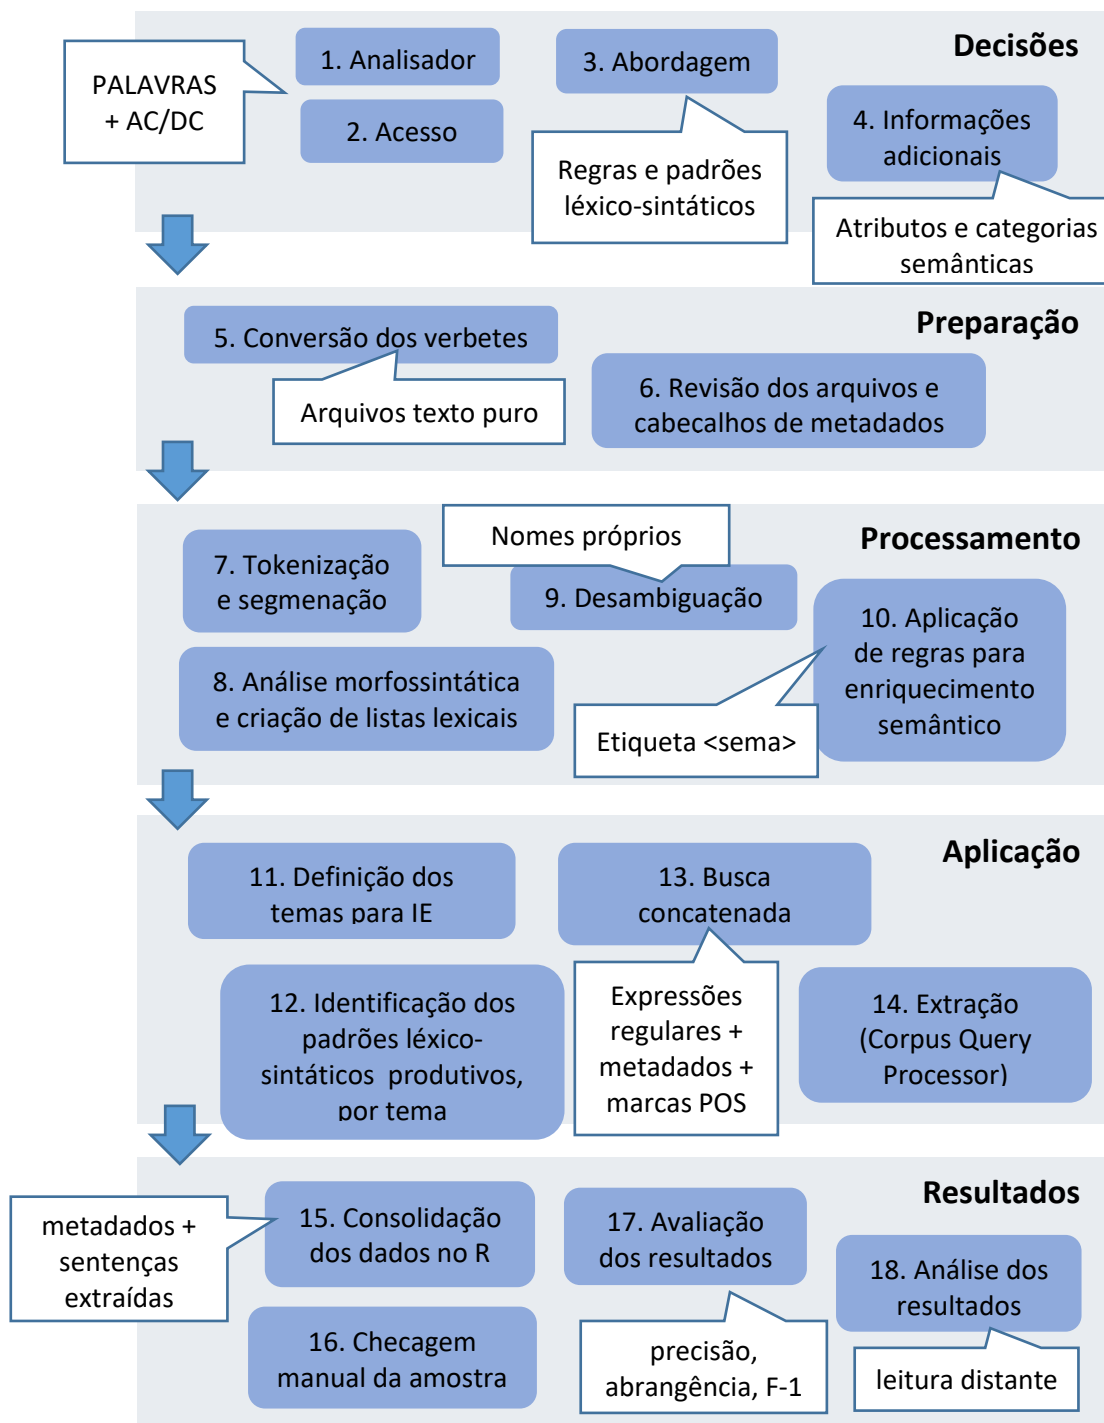 Decisões
PALAVRAS
+ AC/DC
1. Analisador
2. Acesso
3. Abordagem
Regras e padrões
léxico-sintáticos
4. Informações
adicionais
Atributos e categorias
semânticas
Preparação
5. Conversão dos verbetes
Arquivos texto puro
6. Revisão dos arquivos e
cabecalhos de metadados
Processamento
7. Tokenização
e segmenação
8. Análise morfossintática
e criação de listas lexicais
Nomes próprios
9. Desambiguação
10. Aplicação
de regras para
enriquecimento
semântico
Etiqueta <sema>
Aplicação
11. Definição dos
temas para IE
12. Identificação dos
padrões léxico-
sintáticos produtivos,
por tema
13. Busca
concatenada
Expressões
regulares +
metadados +
marcas POS
14. Extração
(Corpus Query
Processor)
Resultados
metadados +
sentenças
extraídas
15. Consolidação
dos dados no R
16. Checagem
manual da amostra
17. Avaliação
dos resultados
precisão,
abrangência, F-1
18. Análise dos
resultados
leitura distante